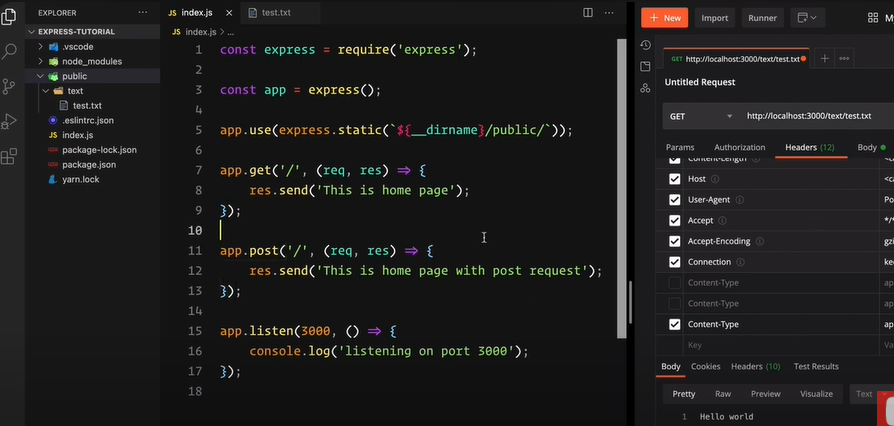 EXPLORER
EXPRESS-TUTORIAL
.vscode
node_modules
public
text
test.txt
.eslintrc.json
index.js
package-lock.json
package.json
yarn.lock
JS index.js
test.txt
JS index.js > ...
1 const express = require('express');
2
3 const app = express();
4
5 app.use(express.static(`${__dirname}/public/`));
6
7 app.get('/', (req, res) => {
8 res.send('This is home page');
9 });
10
11 app.post('/', (req, res) => {
12 res.send('This is home page with post request');
13 });
14
15 app.listen(3000, () => {
16 console.log('listening on port 3000');
17 });
18
+ New
Import
Runner
GET http://localhost:3000/text/test.txt
Untitled Request
GET http://localhost:3000/text/test.txt
Params Authorization Headers (12) Body
Content-Length
Host
User-Agent
Accept
Accept-Encoding
Connection
Content-Type
Content-Type
Key
Body Cookies Headers (10) Test Results
Pretty Raw Preview Visualize Text
1 Hello world